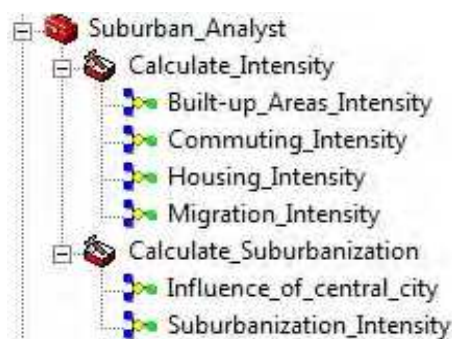 Suburban_Analyst
Calculate_Intensity
Built-up_Areas_Intensity
Commuting_Intensity
Housing_Intensity
Migration_Intensity
Calculate_Suburbanization
Influence_of_central_city
Suburbanization_Intensity